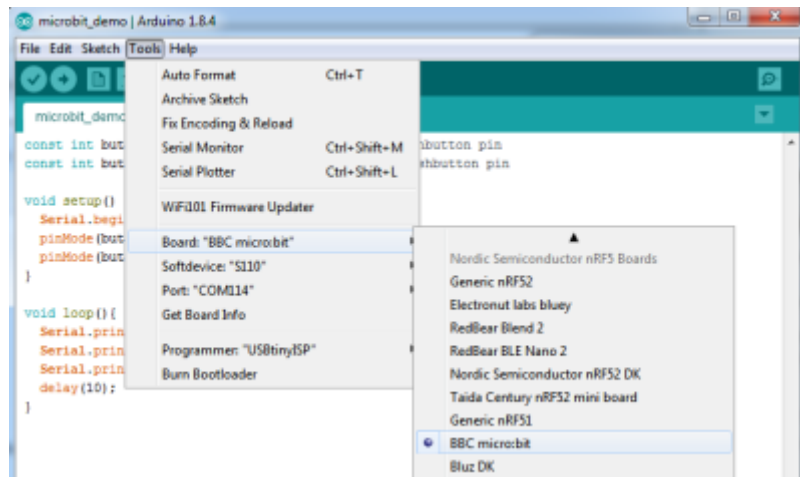 microbit_demo | Arduino 1.8.4
File Edit Sketch Tools Help
microbit_demo
Auto Format Ctrl+T
Archive Sketch
Fix Encoding & Reload
Serial Monitor Ctrl+Shift+M
Serial Plotter Ctrl+Shift+L
WiFi101 Firmware Updater
Board: "BBC micro:bit"
Softdevice: "S110"
Port: "COM114"
Get Board Info
Programmer: "USBtinyISP"
Burn Bootloader
const int but hbutton pin
const int but shbutton pin
void setup()
Serial.begi
pinMode(but
pinMode(but
}
void loop(){
Serial.prin
Serial.prin
Serial.prin
delay(10);
}
Nordic Semiconductor nRF5 Boards
Generic nRF52
Electronut labs bluey
RedBear Blend 2
RedBear BLE Nano 2
Nordic Semiconductor nRF52 DK
Taida Century nRF52 mini board
Generic nRF51
BBC micro:bit
Bluz DK